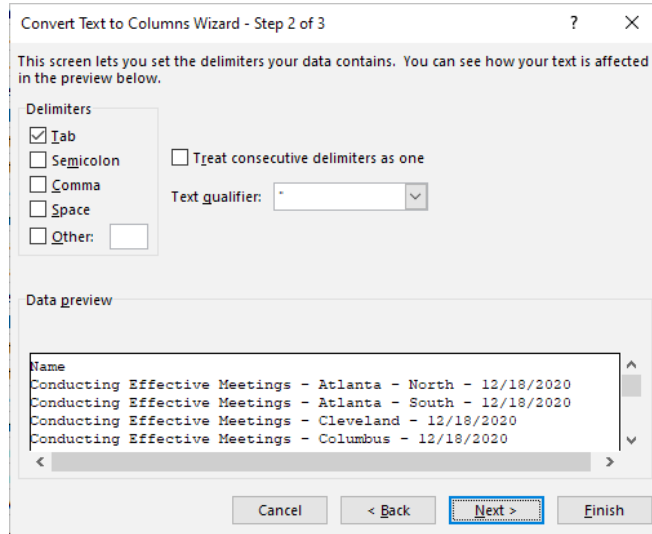 Convert Text to Columns Wizard - Step 2 of 3 ? ×
This screen lets you set the delimiters your data contains. You can see how your text is affected
in the preview below.
Delimiters
Tab
Semicolon
Comma
Space
Other:
Treat consecutive delimiters as one
Text qualifier: "
Data preview
Name
Conducting Effective Meetings - Atlanta - North - 12/18/2020
Conducting Effective Meetings - Atlanta - South - 12/18/2020
Conducting Effective Meetings - Cleveland - 12/18/2020
Conducting Effective Meetings - Columbus - 12/18/2020
Cancel < Back Next > Finish